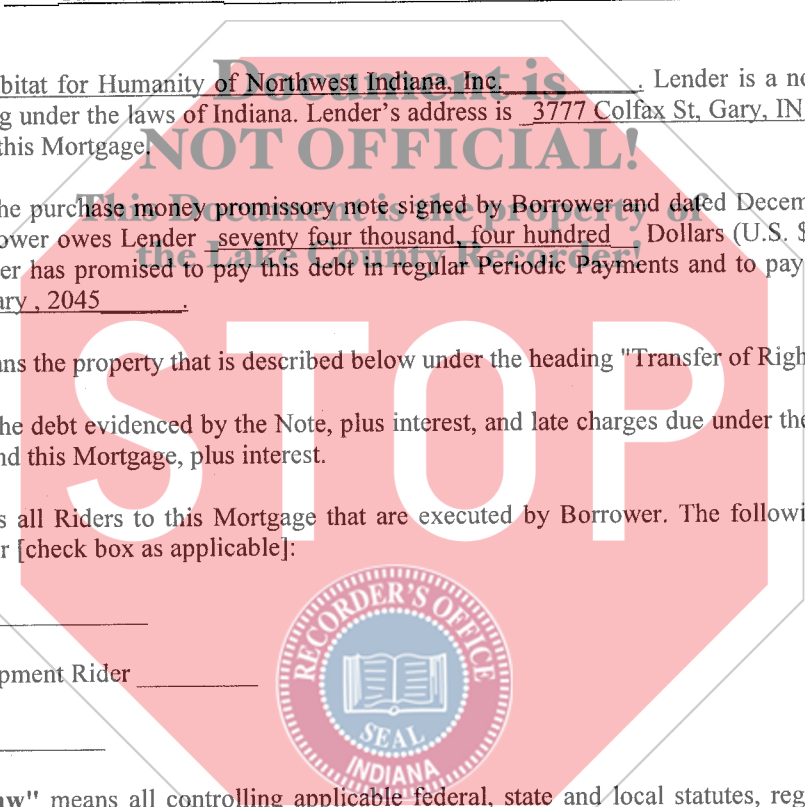 bitat for Humanity of Northwest Indiana, Inc.__________. Lender is a no
Document is
g under the laws of Indiana. Lender's address is _3777 Colfax St, Gary, IN
this Mortgage.
NOT OFFICIAL!
he purchase money promissory note signed by Borrower and dated Decem
This Document is the property of
ower owes Lender _seventy four thousand, four hundred__ Dollars (U.S. $
the Lake County Recorder!
er has promised to pay this debt in regular Periodic Payments and to pay
ary , 2045______.
STOP
ans the property that is described below under the heading "Transfer of Righ
he debt evidenced by the Note, plus interest, and late charges due under the
nd this Mortgage, plus interest.
s all Riders to this Mortgage that are executed by Borrower. The followi
r [check box as applicable]:
pment Rider _________
RECORDER'S OFFICE
SEAL
INDIANA
aw" means all controlling applicable federal, state and local statutes, reg